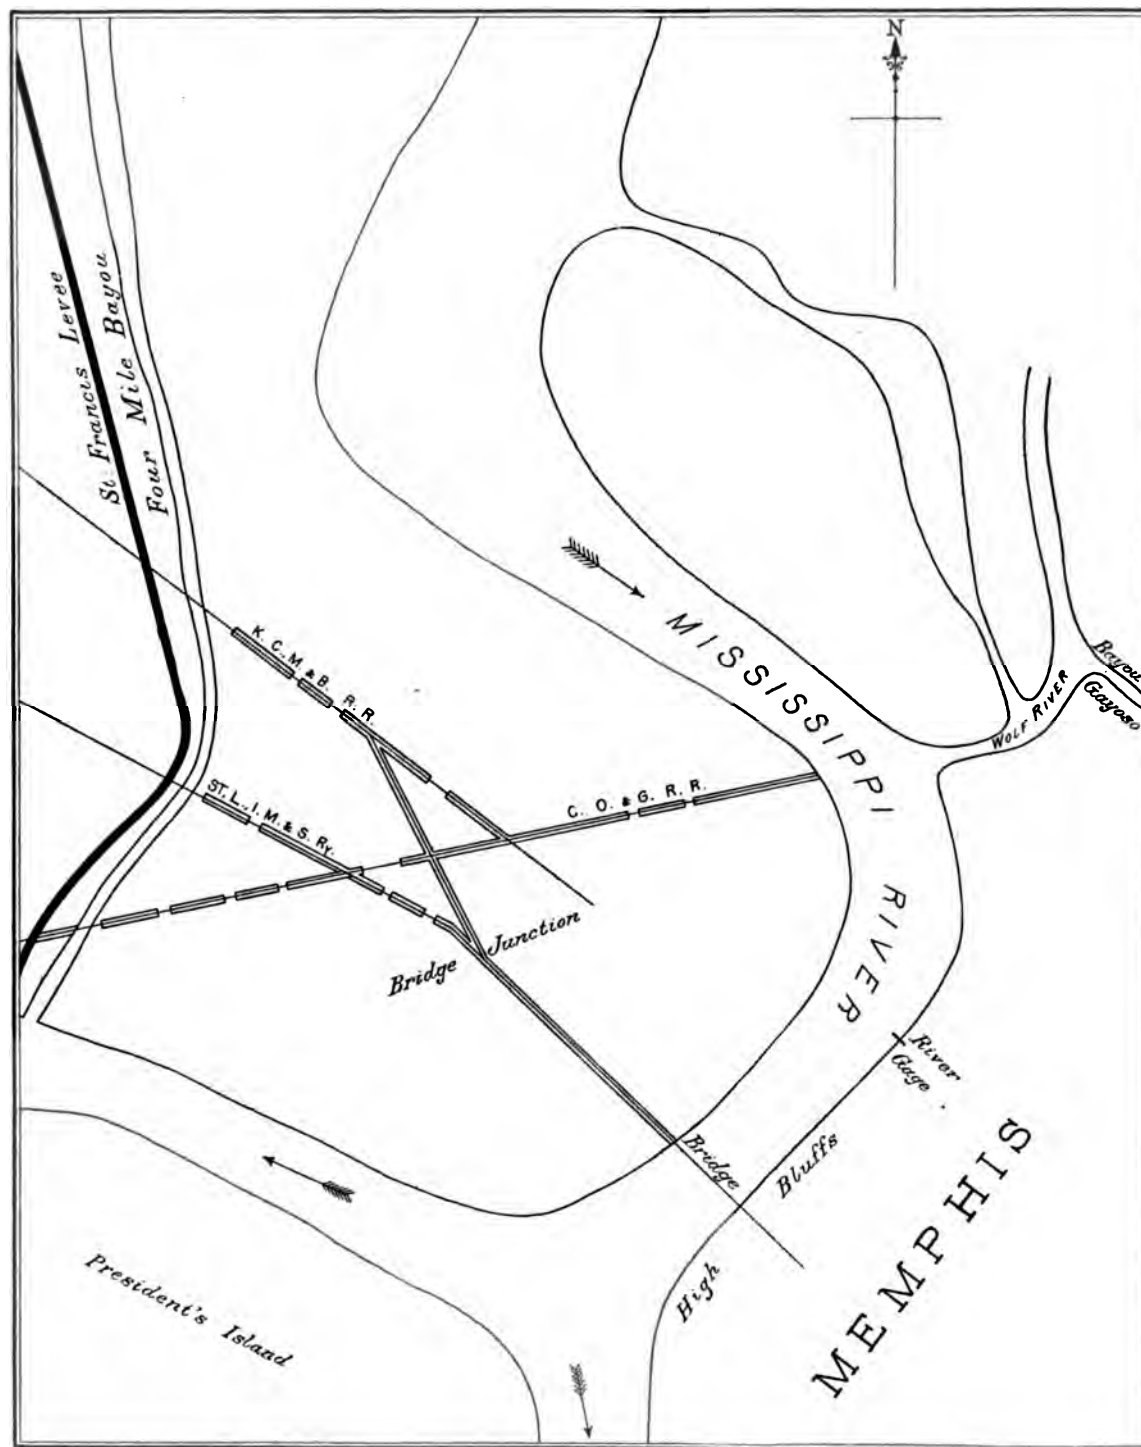 N
St. Francis Levee
Four Mile Bayou
MISSISSIPPI
RIVER
WOLF RIVER
Bayou
Gayoso
K. C., M. & B. R. R.
ST. L., I. M. & S. Ry.
C. O. & G. R. R.
Bridge Junction
River
Gage
Bridge
High Bluffs
MEMPHIS
President's Island